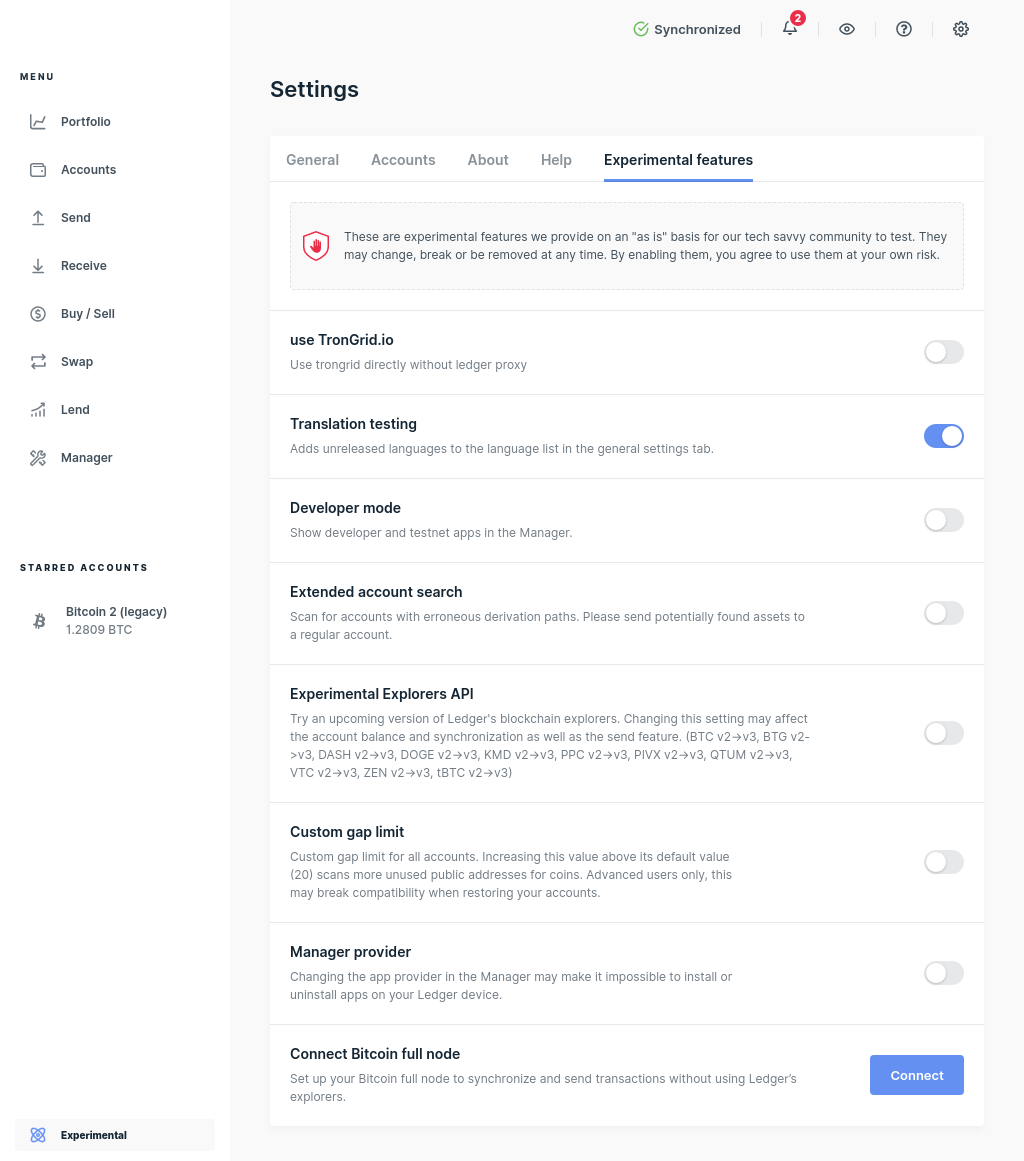 Synchronized
2
MENU
Portfolio
Accounts
Send
Receive
Buy / Sell
Swap
Lend
Manager
STARRED ACCOUNTS
Bitcoin 2 (legacy)
1.2809 BTC
Experimental
Settings
General Accounts About Help Experimental features
These are experimental features we provide on an "as is" basis for our tech savvy community to test. They
may change, break or be removed at any time. By enabling them, you agree to use them at your own risk.
use TronGrid.io
Use trongrid directly without ledger proxy
Translation testing
Adds unreleased languages to the language list in the general settings tab.
Developer mode
Show developer and testnet apps in the Manager.
Extended account search
Scan for accounts with erroneous derivation paths. Please send potentially found assets to
a regular account.
Experimental Explorers API
Try an upcoming version of Ledger's blockchain explorers. Changing this setting may affect
the account balance and synchronization as well as the send feature. (BTC v2->v3, BTG v2-
>v3, DASH v2->v3, DOGE v2->v3, KMD v2->v3, PPC v2->v3, PIVX v2->v3, QTUM v2->v3,
VTC v2->v3, ZEN v2->v3, tBTC v2->v3)
Custom gap limit
Custom gap limit for all accounts. Increasing this value above its default value
(20) scans more unused public addresses for coins. Advanced users only, this
may break compatibility when restoring your accounts.
Manager provider
Changing the app provider in the Manager may make it impossible to install or
uninstall apps on your Ledger device.
Connect Bitcoin full node
Set up your Bitcoin full node to synchronize and send transactions without using Ledger’s
explorers.
Connect